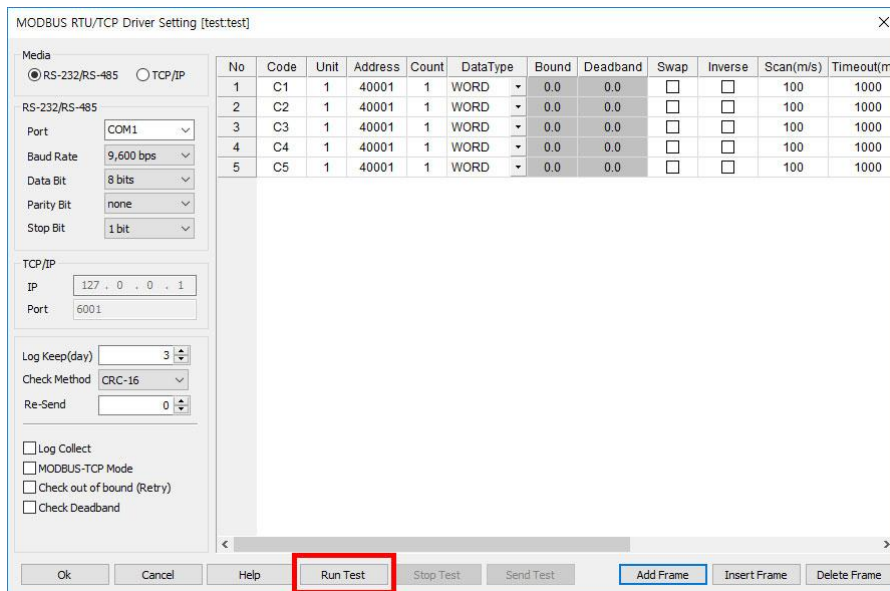 MODBUS RTU/TCP Driver Setting [test:test]
Media
RS-232/RS-485 TCP/IP
RS-232/RS-485
Port COM1
Baud Rate 9,600 bps
Data Bit 8 bits
Parity Bit none
Stop Bit 1 bit
TCP/IP
IP 127 . 0 . 0 . 1
Port 6001
Log Keep(day) 3
Check Method CRC-16
Re-Send 0
Log Collect
MODBUS-TCP Mode
Check out of bound (Retry)
Check Deadband
No Code Unit Address Count DataType Bound Deadband Swap Inverse Scan(m/s) Timeout(m
1 C1 1 40001 1 WORD 0.0 0.0 100 1000
2 C2 1 40001 1 WORD 0.0 0.0 100 1000
3 C3 1 40001 1 WORD 0.0 0.0 100 1000
4 C4 1 40001 1 WORD 0.0 0.0 100 1000
5 C5 1 40001 1 WORD 0.0 0.0 100 1000
Ok Cancel Help Run Test Stop Test Send Test Add Frame Insert Frame Delete Frame